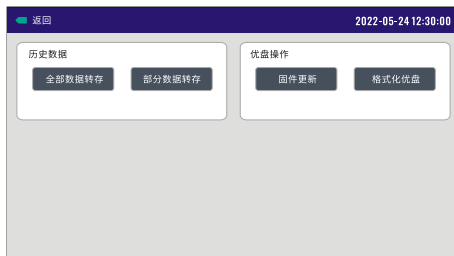 返回
2022-05-24 12:30:00
历史数据
全部数据转存
部分数据转存
优盘操作
固件更新
格式化优盘